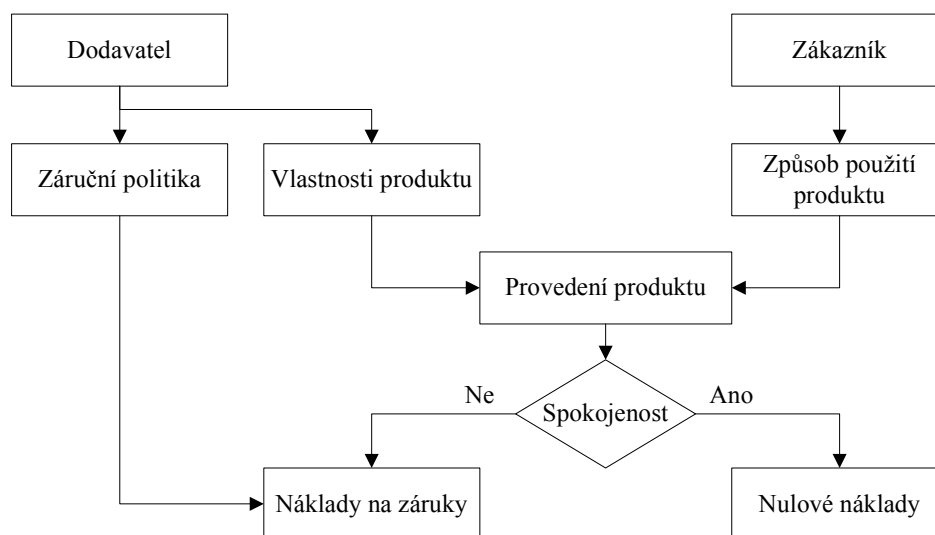 Dodavatel
Zákazník
Záruční politika
Vlastnosti produktu
Způsob použití
produktu
Provedení produktu
Ne
Spokojenost
Ano
Náklady na záruky
Nulové náklady